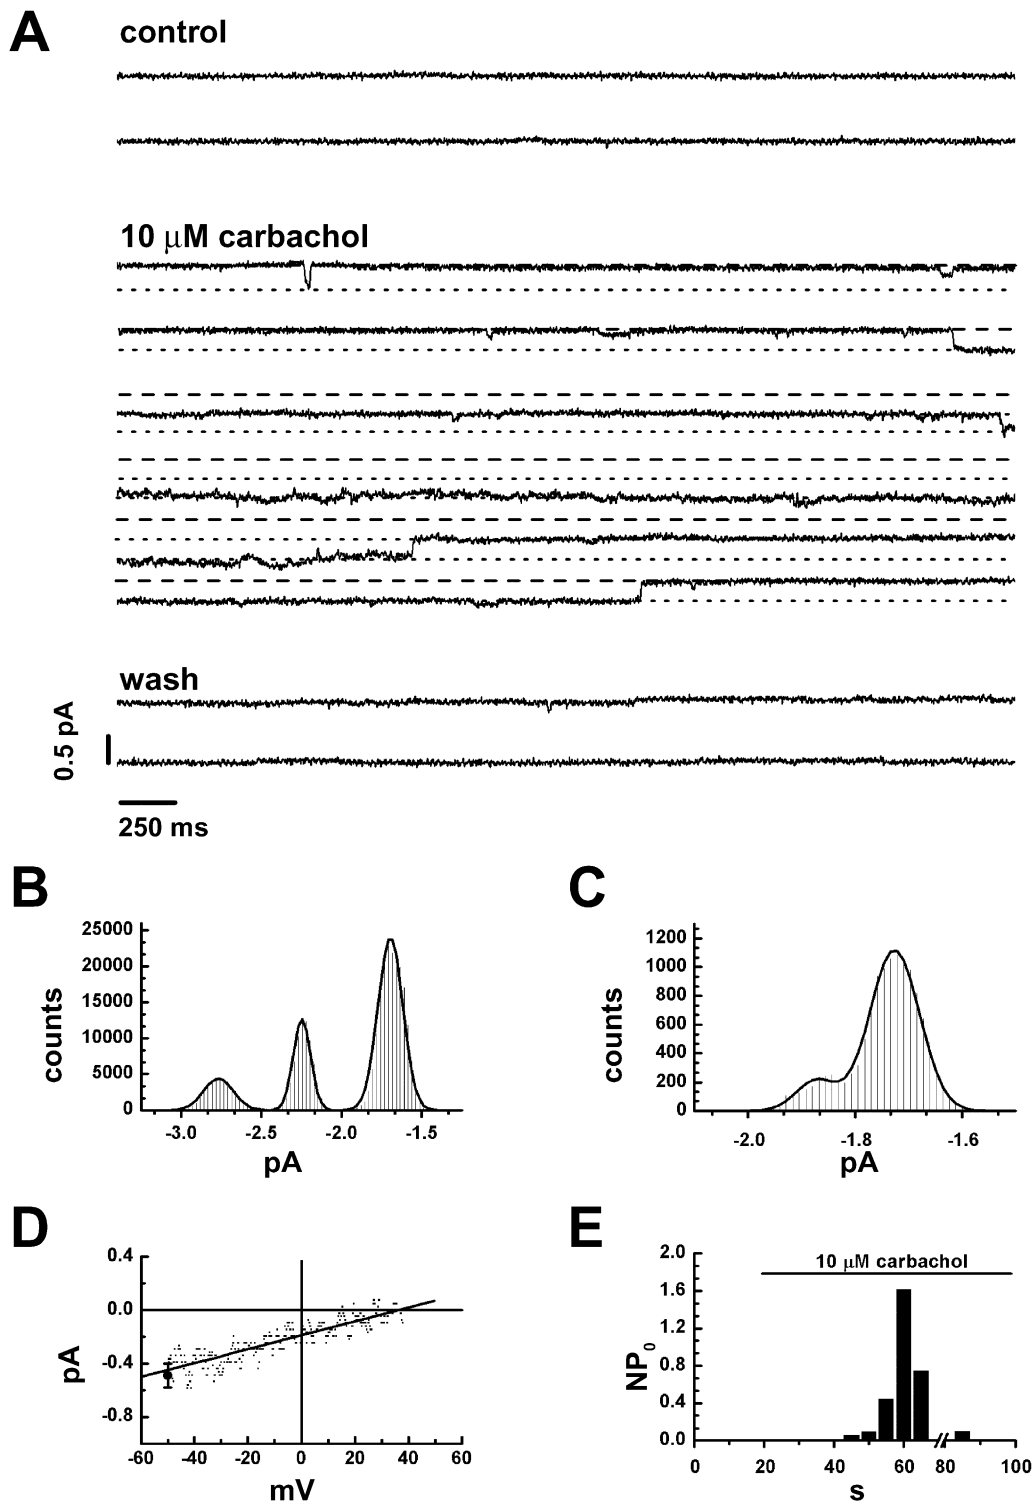 A
control
10 μM carbachol
wash
0.5 pA
250 ms
B
C
25000
20000
15000
10000
5000
0
counts
-3.0 -2.5 -2.0 -1.5
pA
1200
1000
800
600
400
200
0
counts
-2.0 -1.8 -1.6
pA
D
E
0.4
0.0
-0.4
-0.8
pA
-60 -40 -20 0 20 40 60
mV
2.0
1.6
1.2
0.8
0.4
0.0
NP0
10 μM carbachol
0 20 40 60 80 100
s